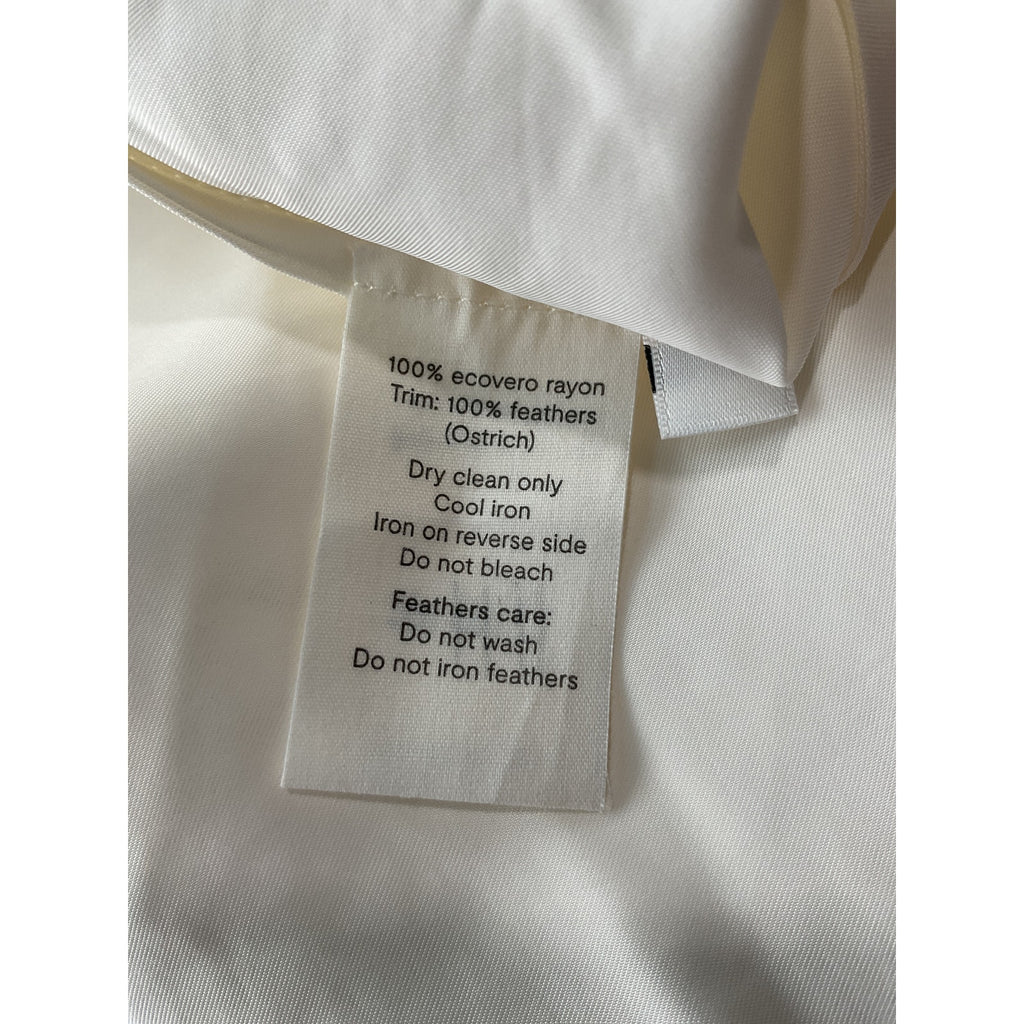 100% ecovero rayon
Trim: 100% feathers
(Ostrich)
Dry clean only
Cool iron
Iron on reverse side
Do not bleach
Feathers care:
Do not wash
Do not iron feathers